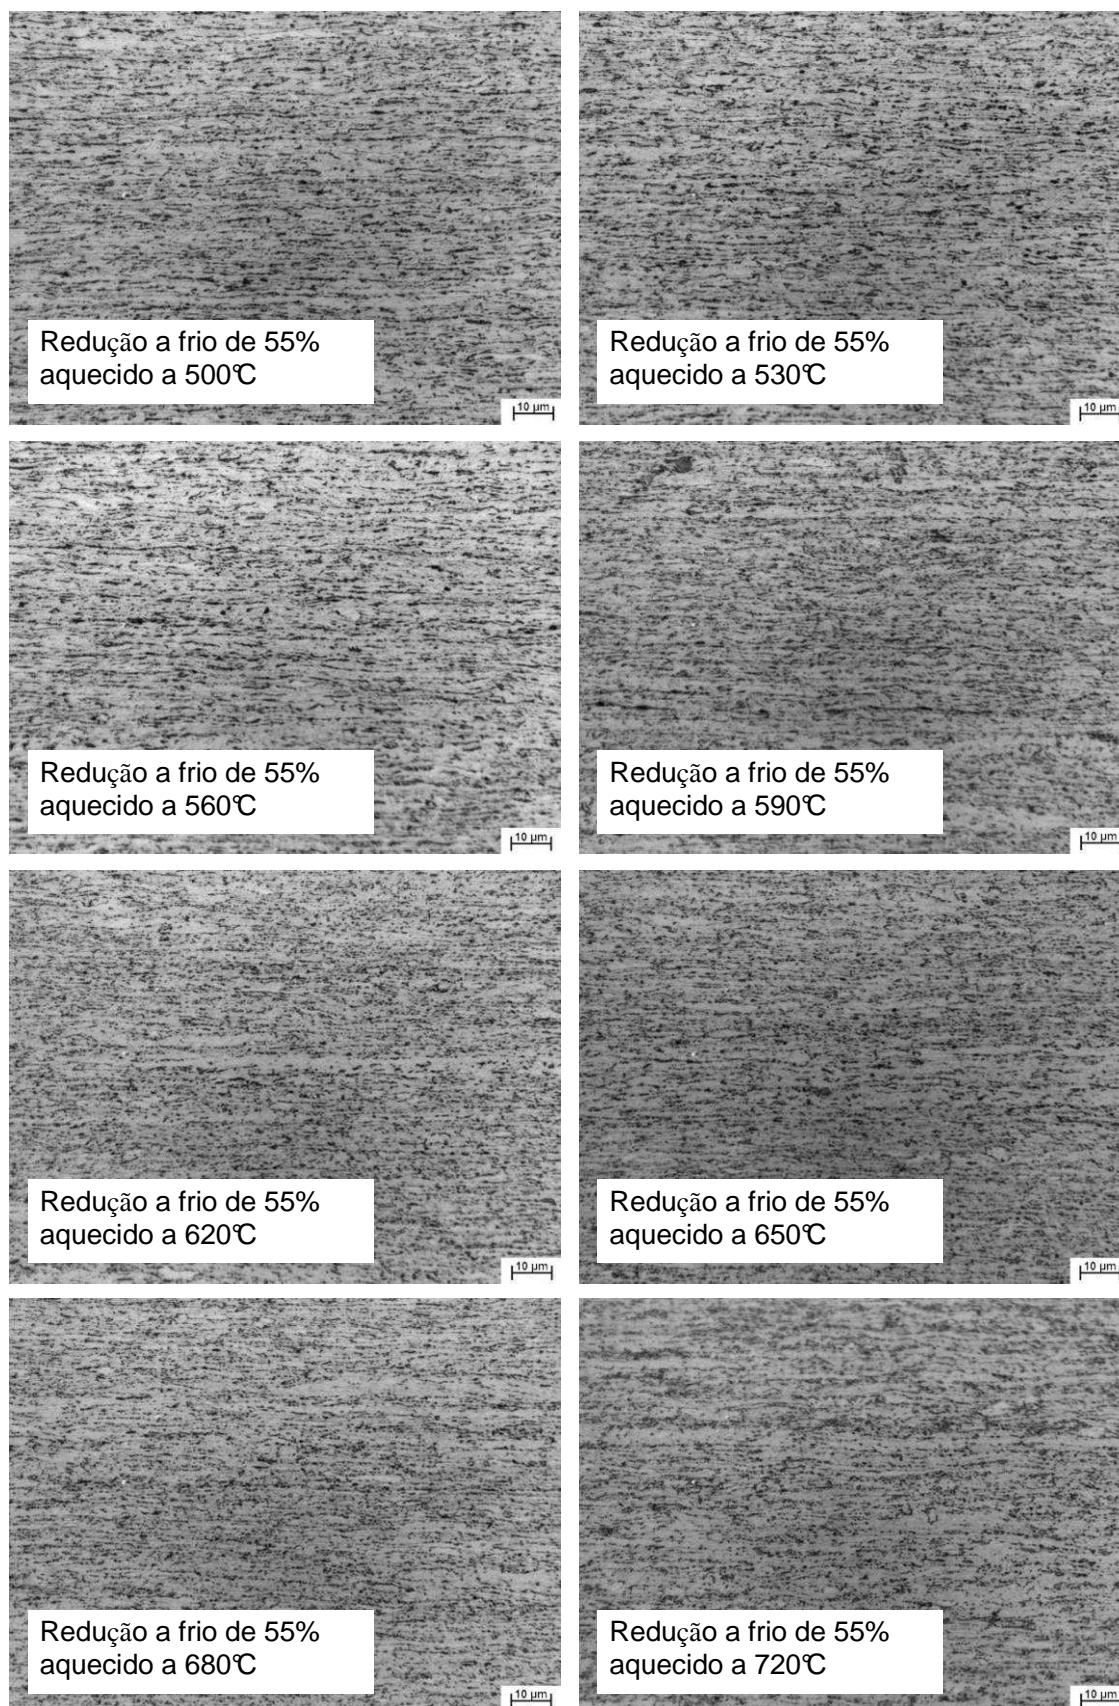 Redução a frio de 55%
aquecido a 500℃
10 µm
Redução a frio de 55%
aquecido a 530℃
10 µm
Redução a frio de 55%
aquecido a 560℃
10 µm
Redução a frio de 55%
aquecido a 590℃
10 µm
Redução a frio de 55%
aquecido a 620℃
10 µm
Redução a frio de 55%
aquecido a 650℃
10 µm
Redução a frio de 55%
aquecido a 680℃
10 µm
Redução a frio de 55%
aquecido a 720℃
10 µm